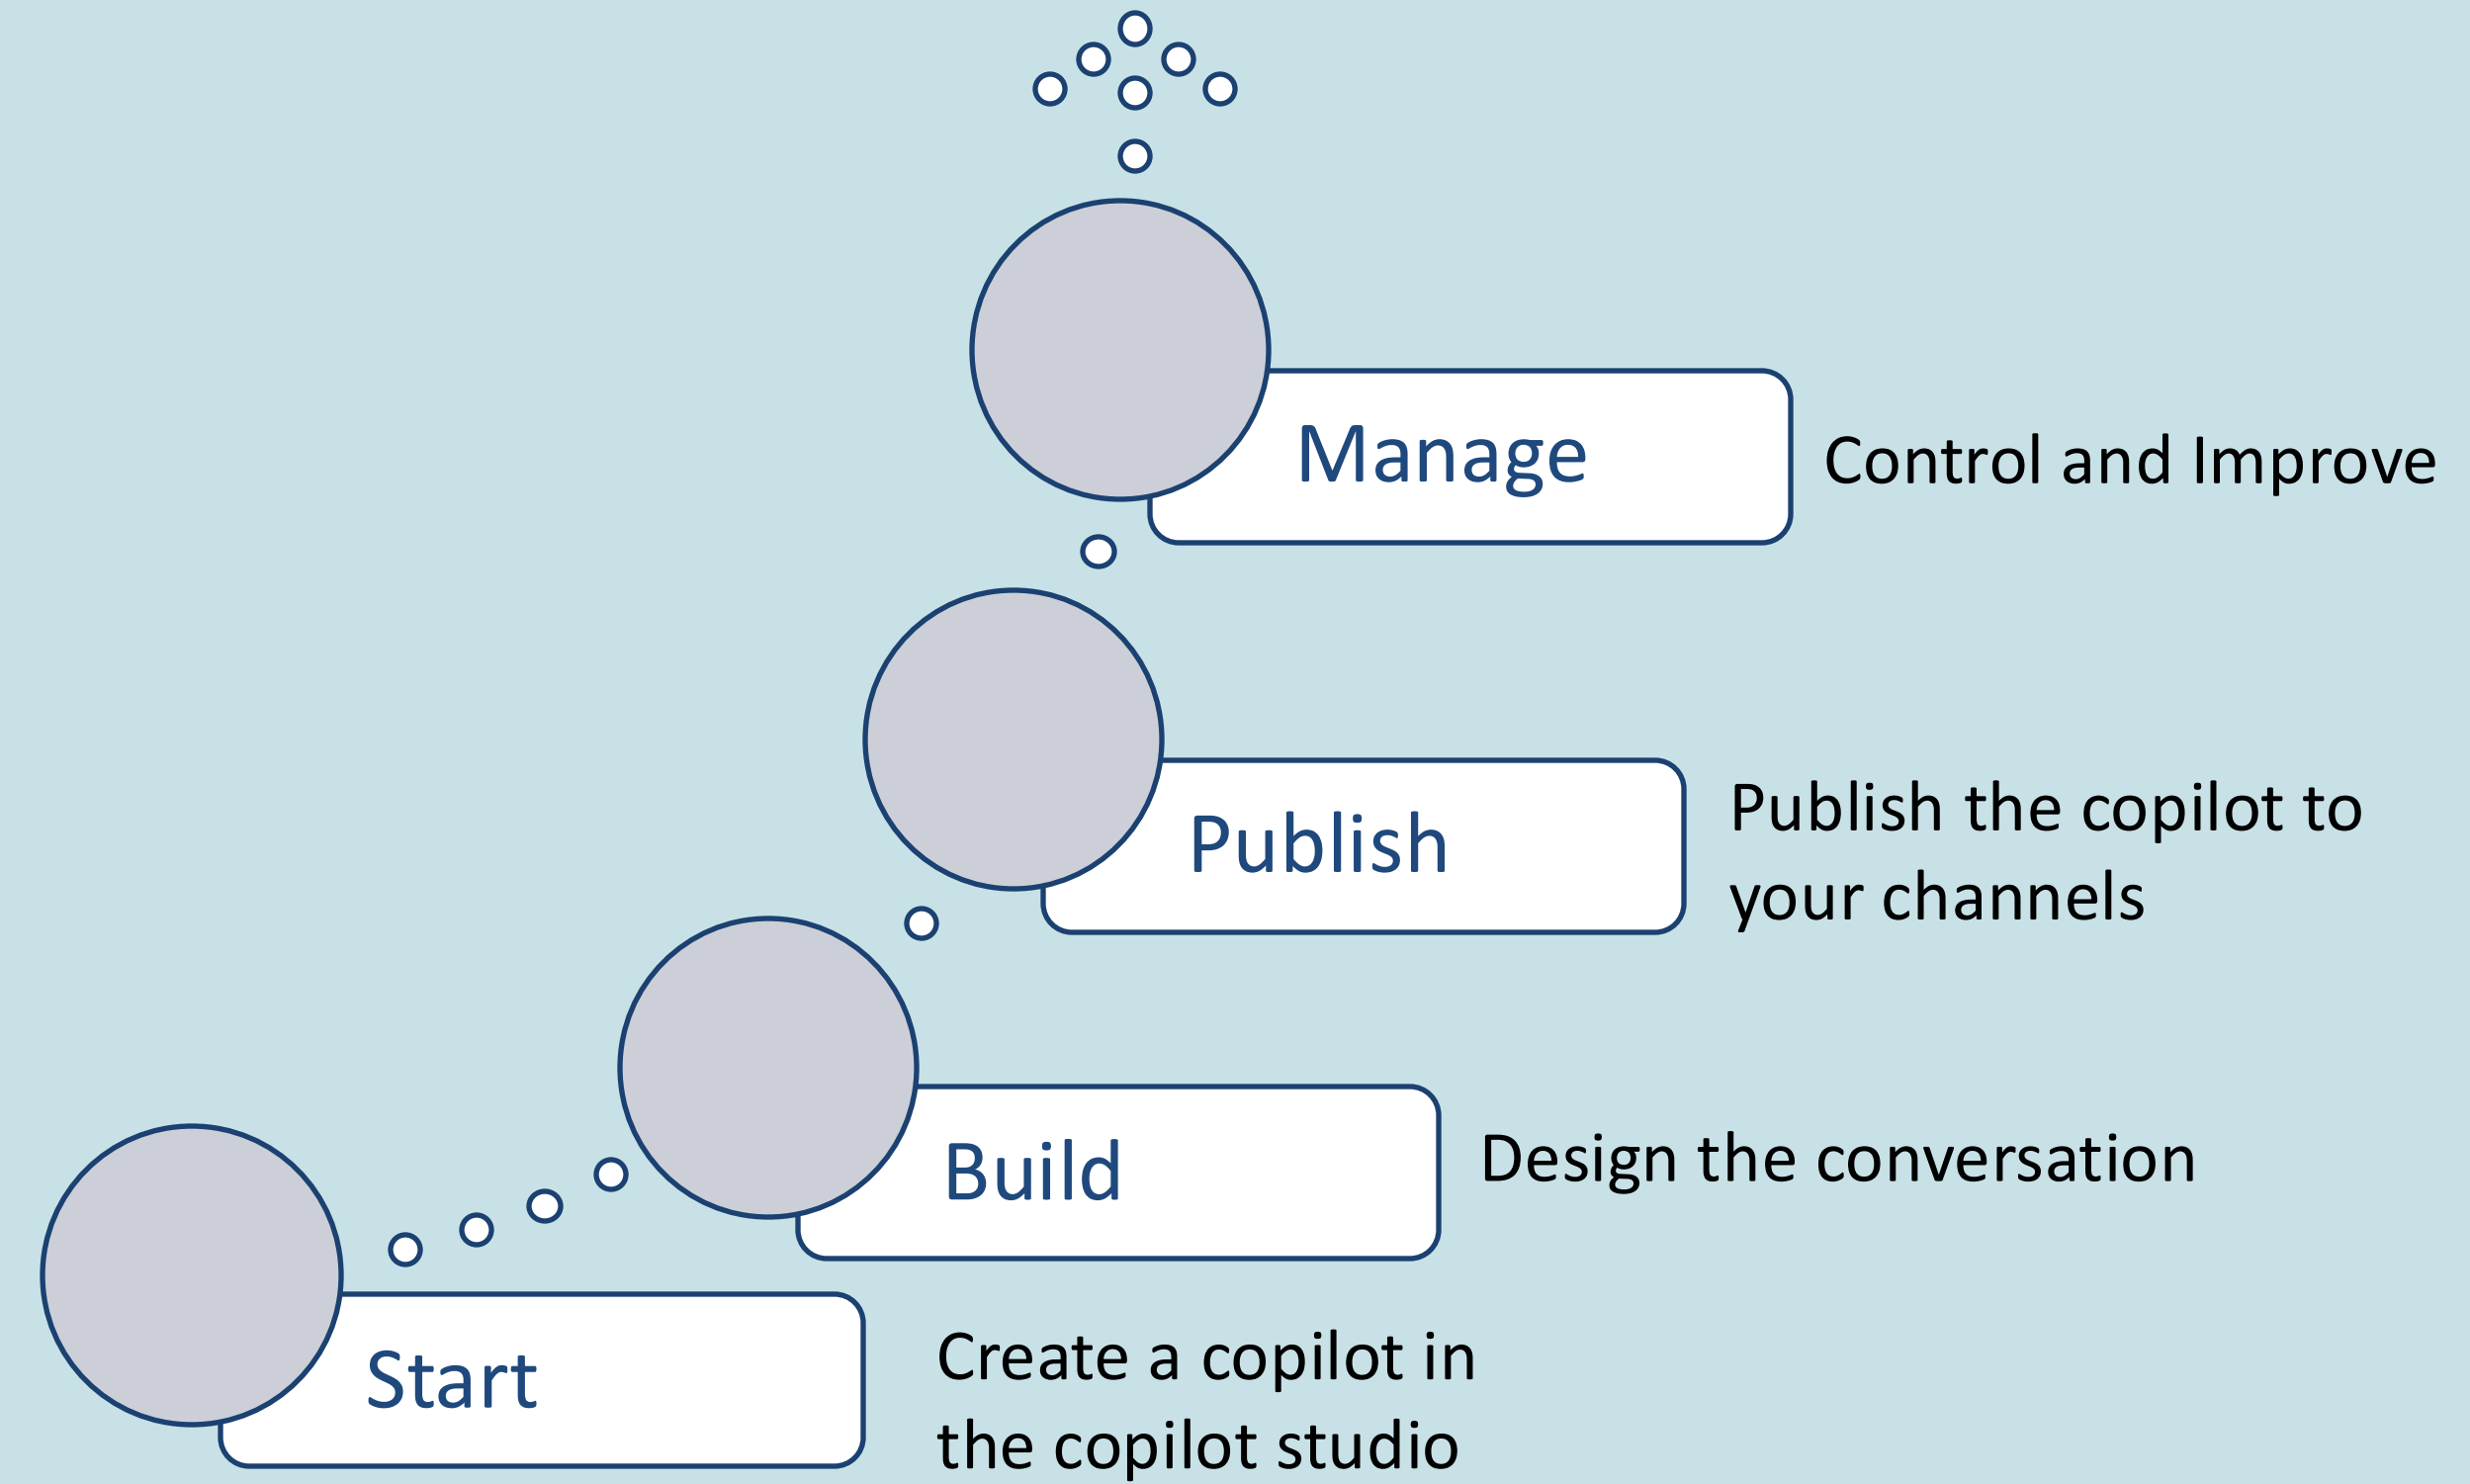 Manage
Control and Improve
Publish
Publish the copilot to
your channels
Build
Design the conversation
Start
Create a copilot in
the copilot studio